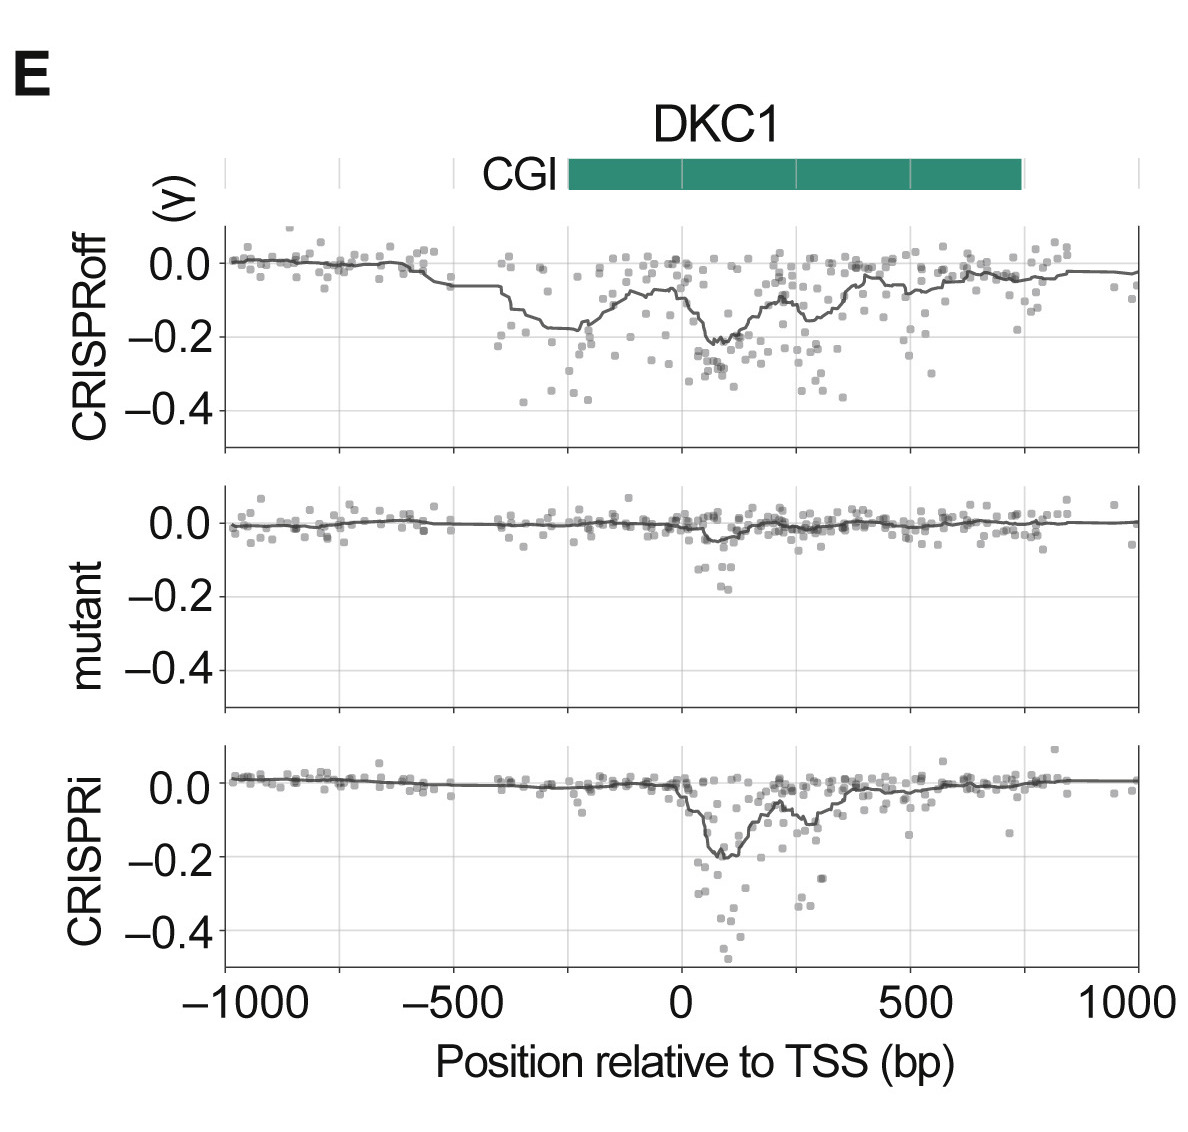 E
DKC1
CGI
CRISPRoff (γ)
0.0
–0.2
–0.4
mutant
0.0
–0.2
–0.4
CRISPRi
0.0
–0.2
–0.4
–1000 –500 0 500 1000
Position relative to TSS (bp)